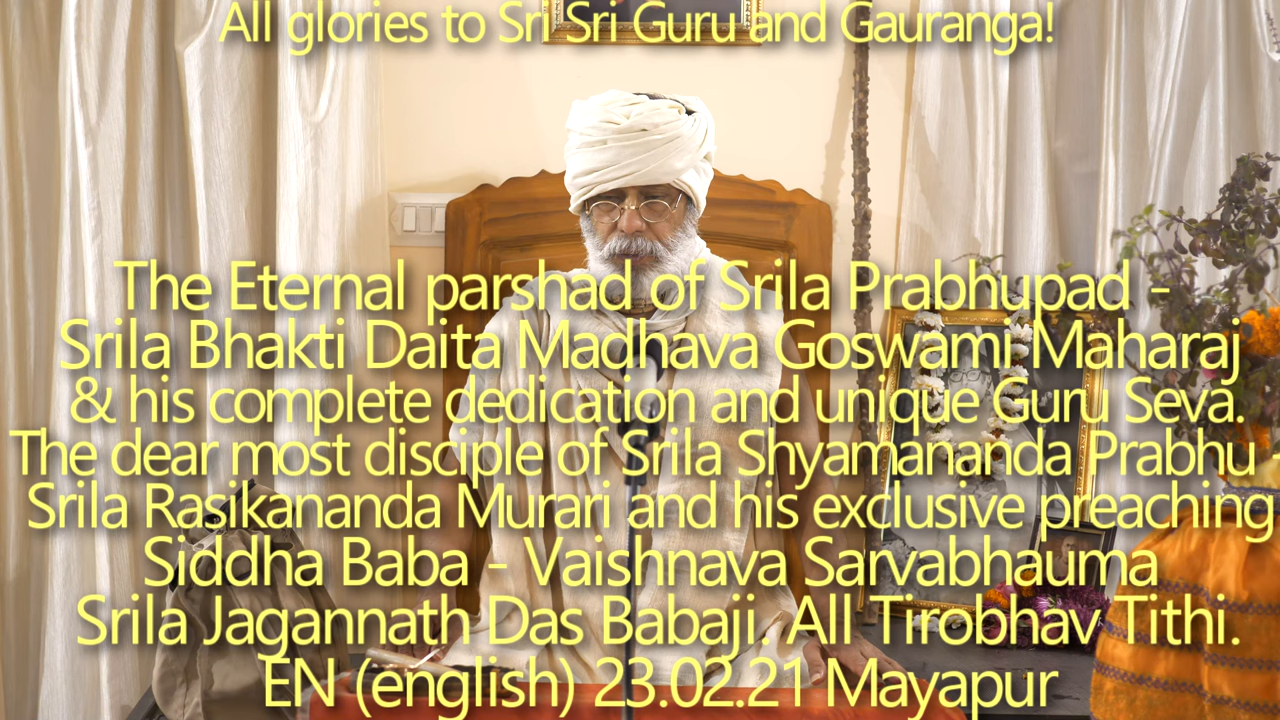 All glories to Sri Sri Guru and Gauranga!
The Eternal parshad of Srila Prabhupad -
Srila Bhakti Daita Madhava Goswami Maharaj
& his complete dedication and unique Guru Seva.
The dear most disciple of Srila Shyamananda Prabhu -
Srila Rasikananda Murari and his exclusive preaching
Siddha Baba - Vaishnava Sarvabhauma
Srila Jagannath Das Babaji. All Tirobhav Tithi.
EN (english) 23.02.21 Mayapur